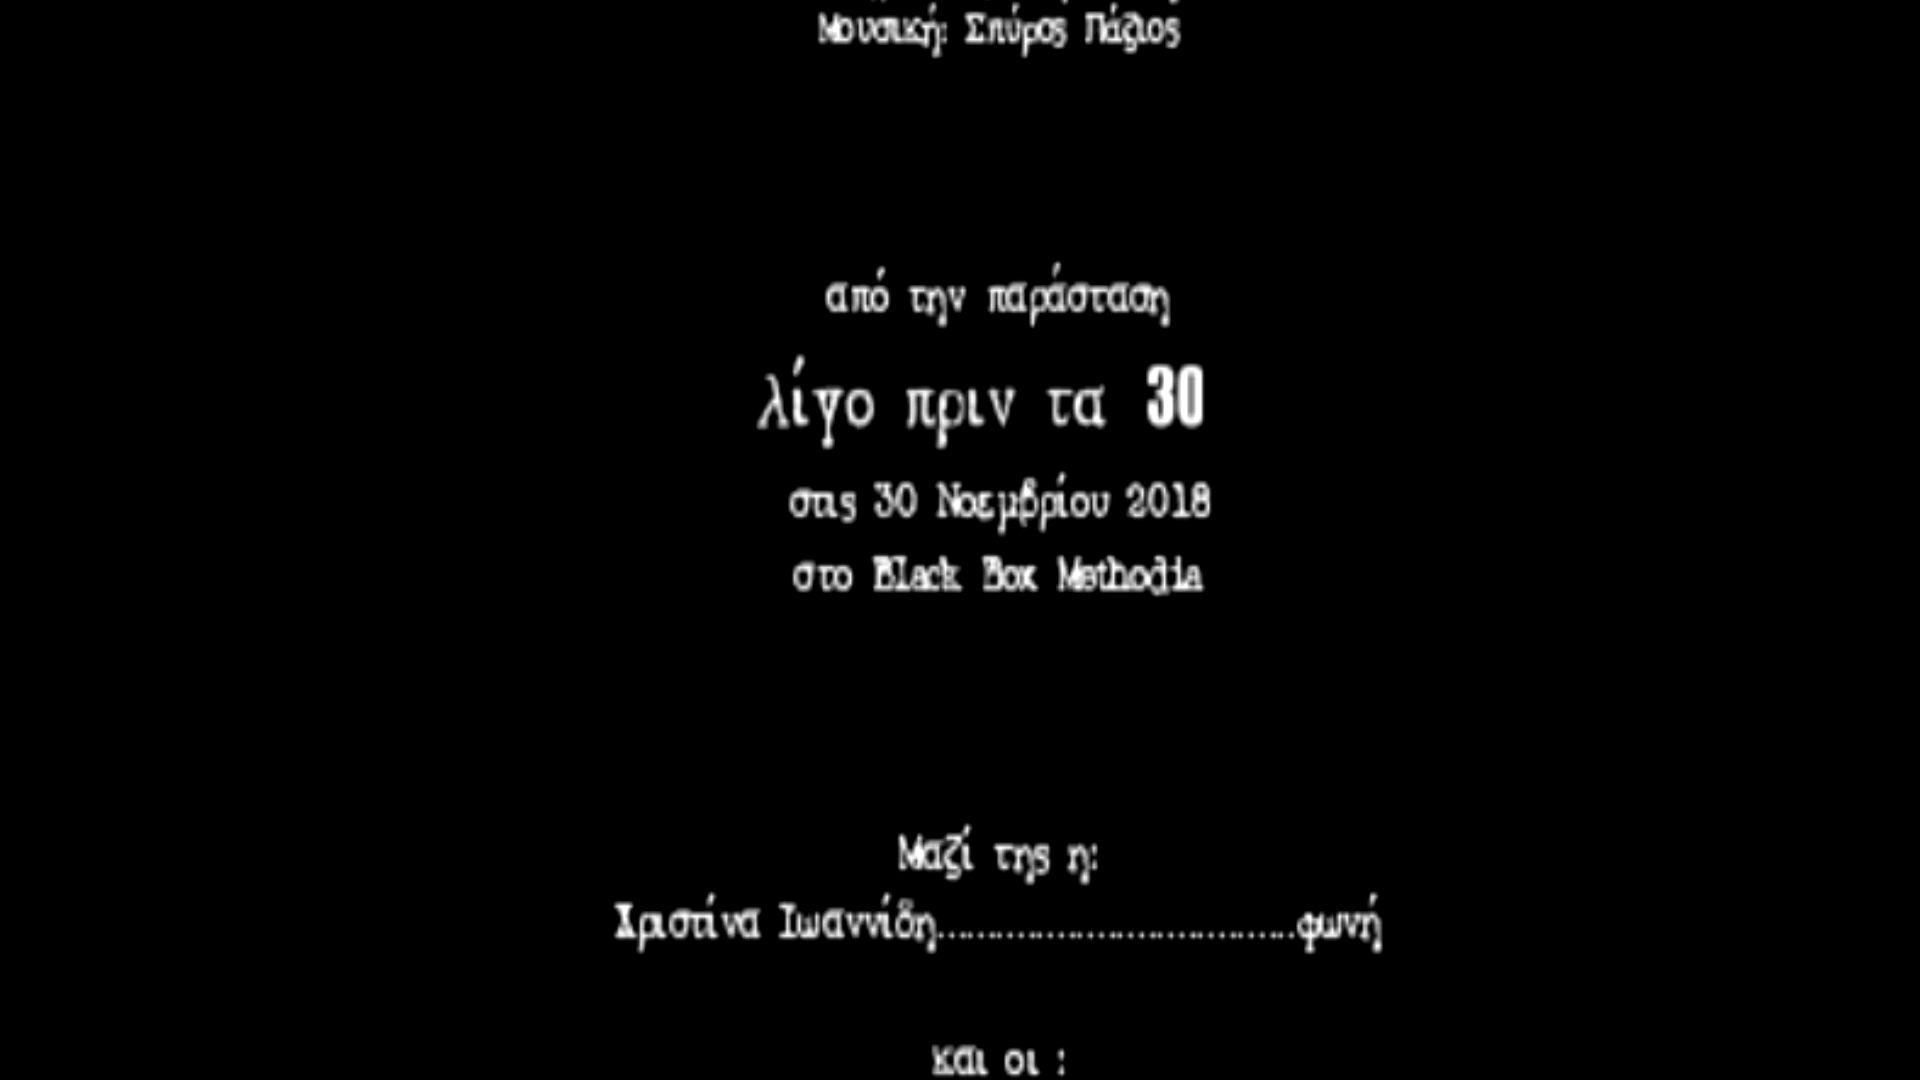 Μουσική: Σπύρος Πάζιος
από την παράσταση
λίγο πριν τα 30
στις 30 Νοεμβρίου 2018
στο Black Box Methodia
Μαζί της η:
Χριστίνα Ιωαννίδη....................................φωνή
και οι :